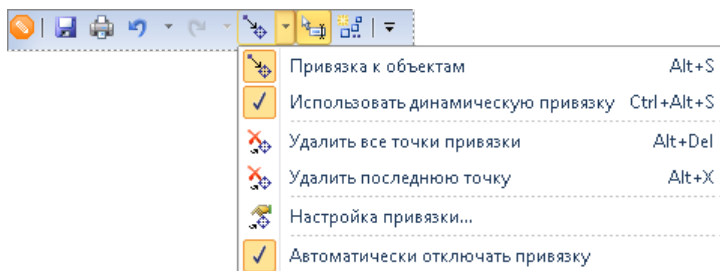 Привязка к объектам Alt+S
Использовать динамическую привязку Ctrl+Alt+S
Удалить все точки привязки Alt+Del
Удалить последнюю точку Alt+X
Настройка привязки...
Автоматически отключать привязку